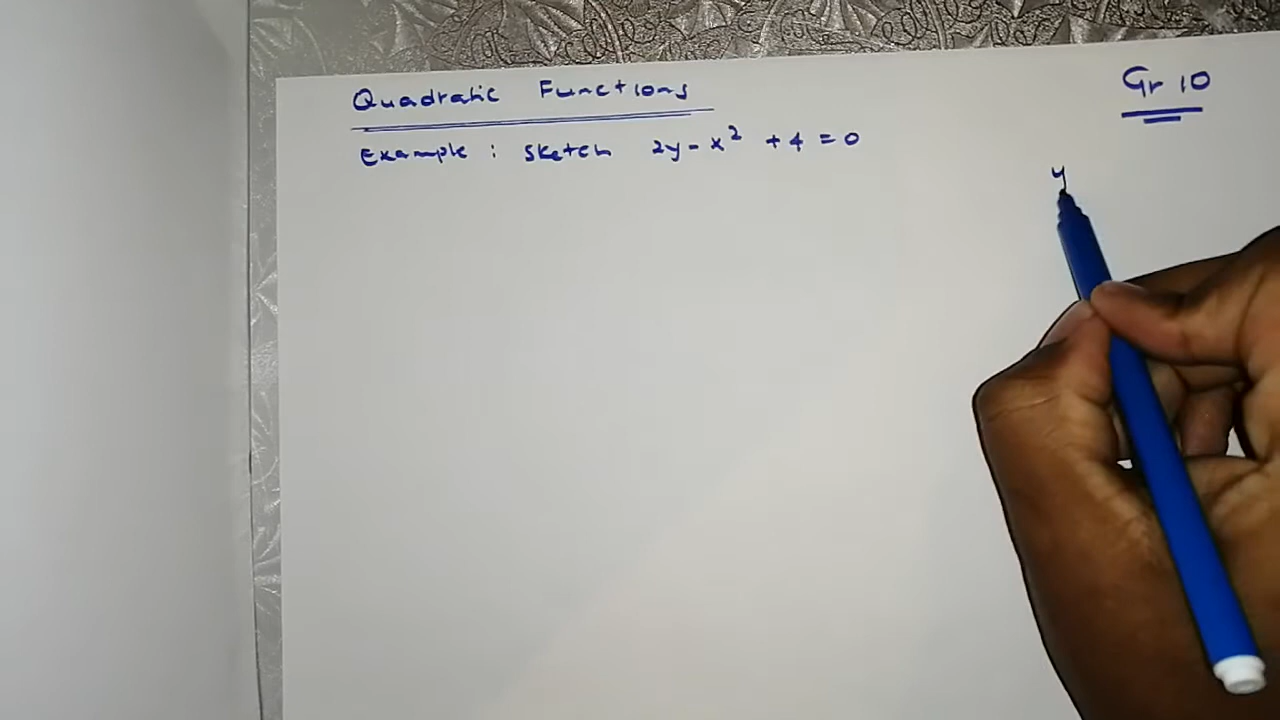 Quadratic Functions
Gr 10
Example : Sketch 2y - x² + 4 = 0
y